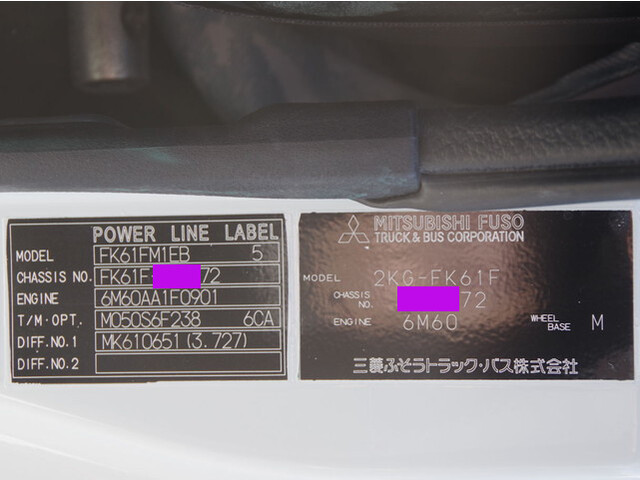 POWER LINE LABEL
MODEL FK61FM1EB 5
CHASSIS NO. FK61F 72
ENGINE 6M60AA1F0901
T/M·OPT. M050S6F238 6CA
DIFF.NO.1 MK610651(3.727)
DIFF.NO.2
MITSUBISHI FUSO
TRUCK & BUS CORPORATION
MODEL 2KG-FK61F
CHASSIS NO. 72
ENGINE 6M60 WHEEL BASE M
三菱ふそうトラック・バス株式会社